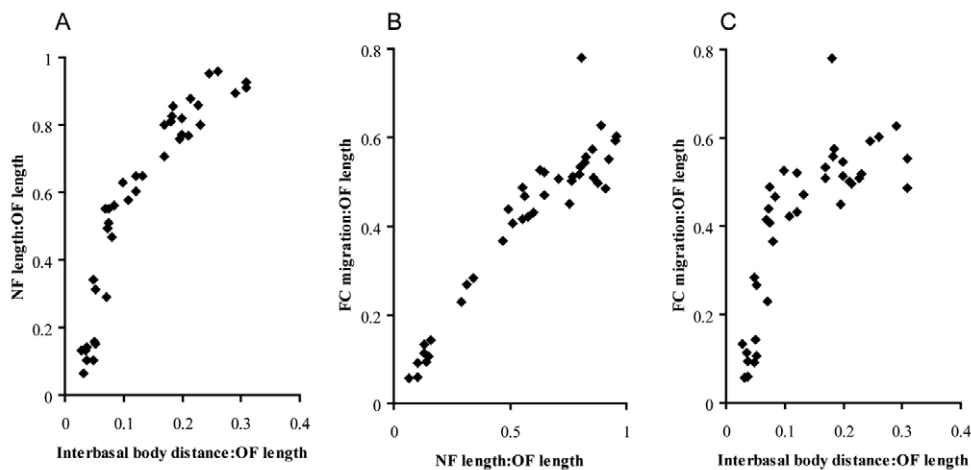 A
NF length:OF length
1
0.8
0.6
0.4
0.2
0
0 0.1 0.2 0.3 0.4
Interbasal body distance:OF length
B
FC migration:OF length
0.8
0.6
0.4
0.2
0
0 0.5 1
NF length:OF length
C
FC migration:OF length
0.8
0.6
0.4
0.2
0
0 0.1 0.2 0.3 0.4
Interbasal body distance:OF length